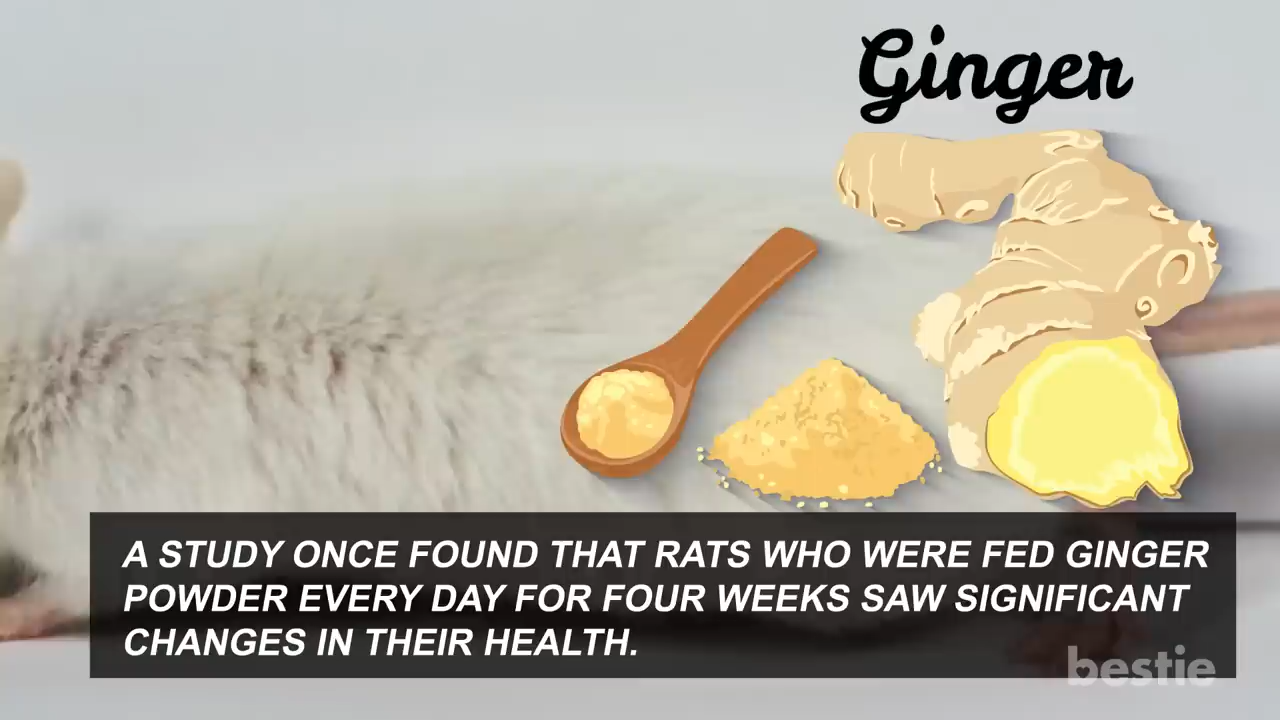 Ginger
A STUDY ONCE FOUND THAT RATS WHO WERE FED GINGER
POWDER EVERY DAY FOR FOUR WEEKS SAW SIGNIFICANT
CHANGES IN THEIR HEALTH.
bestie